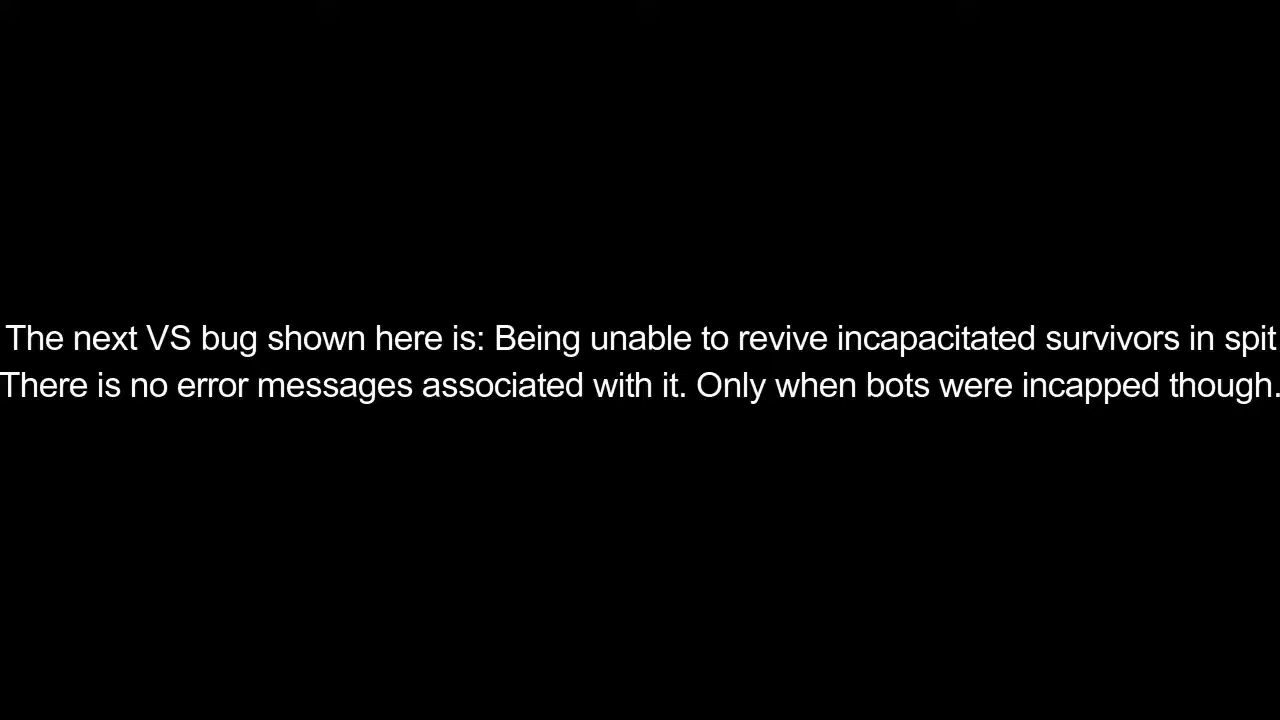 The next VS bug shown here is: Being unable to revive incapacitated survivors in spit
There is no error messages associated with it. Only when bots were incapped though.